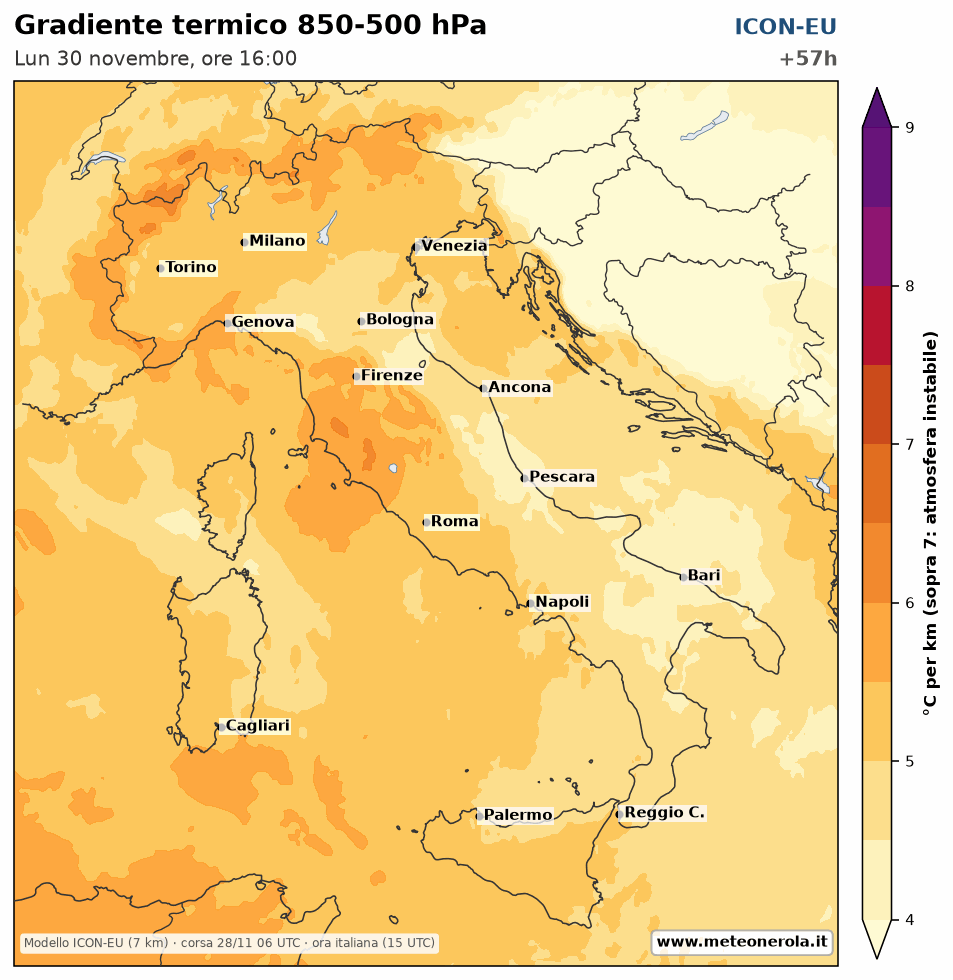 Gradiente termico 850-500 hPa
ICON-EU
Lun 30 novembre, ore 16:00
+57h
Milano
Venezia
Torino
Genova
Bologna
Firenze
Ancona
Pescara
Roma
Bari
Napoli
Cagliari
Palermo
Reggio C.
9
8
7
6
5
4
°C per km (sopra 7: atmosfera instabile)
Modello ICON-EU (7 km) · corsa 28/11 06 UTC · ora italiana (15 UTC)
www.meteonerola.it